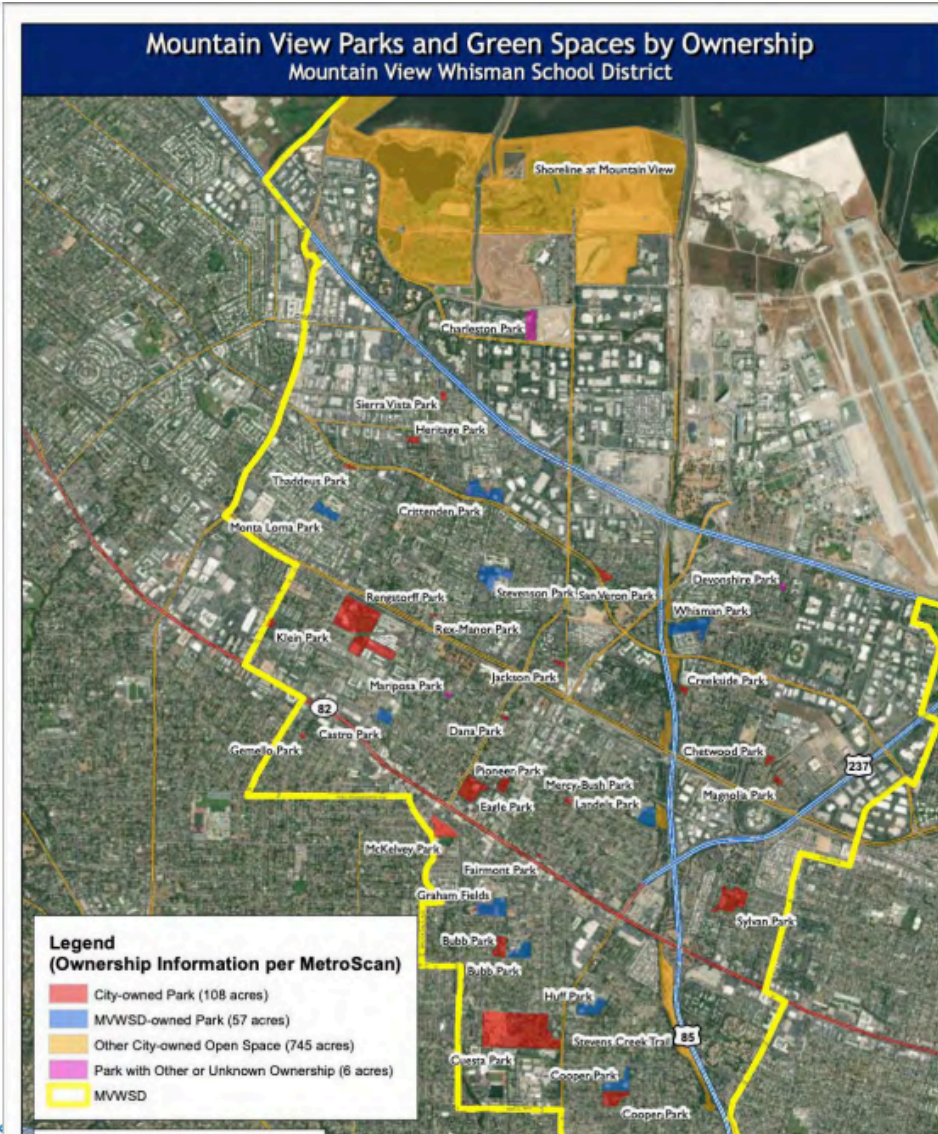 Mountain View Parks and Green Spaces by Ownership
Mountain View Whisman School District
Shoreline at Mountain View
Charleston Park
Sierra Vista Park
Heritage Park
Thaddeus Park
Crittenden Park
Monta Loma Park
Devonshire Park
Rengstorff Park
Stevenson Park
San Veron Park
Whisman Park
Rex-Manor Park
Klein Park
Jackson Park
Creekside Park
Mariposa Park
82
Castro Park
Dana Park
Gemello Park
Chetwood Park
237
Pioneer Park
Mercy-Bush Park
Magnolia Park
Eagle Park
Landels Park
McKelvey Park
Fairmont Park
Graham Fields
Sylvan Park
Bubb Park
Bubb Park
Huff Park
Stevens Creek Trail
85
Cuesta Park
Cooper Park
Cooper Park
Legend
(Ownership Information per MetroScan)
City-owned Park (108 acres)
MVWSD-owned Park (57 acres)
Other City-owned Open Space (745 acres)
Park with Other or Unknown Ownership (6 acres)
MVWSD